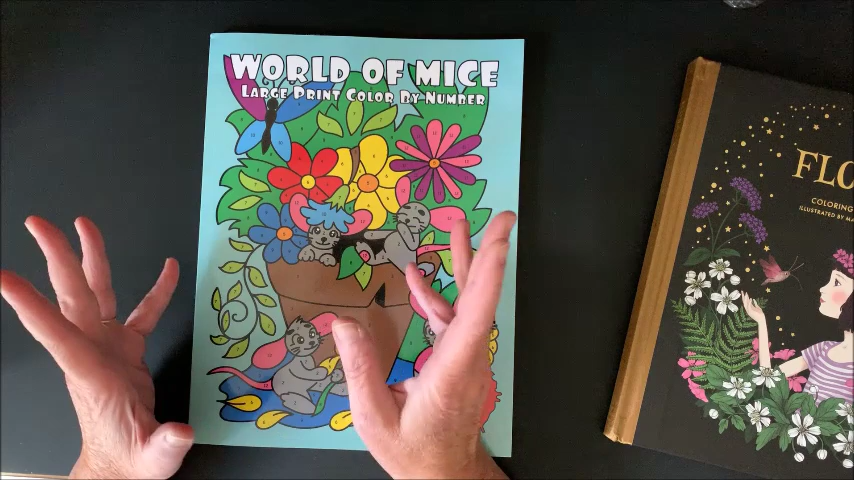 WORLD OF MICE
LARGE PRINT COLOR BY NUMBER
FLO
COLORING
ILLUSTRATED BY